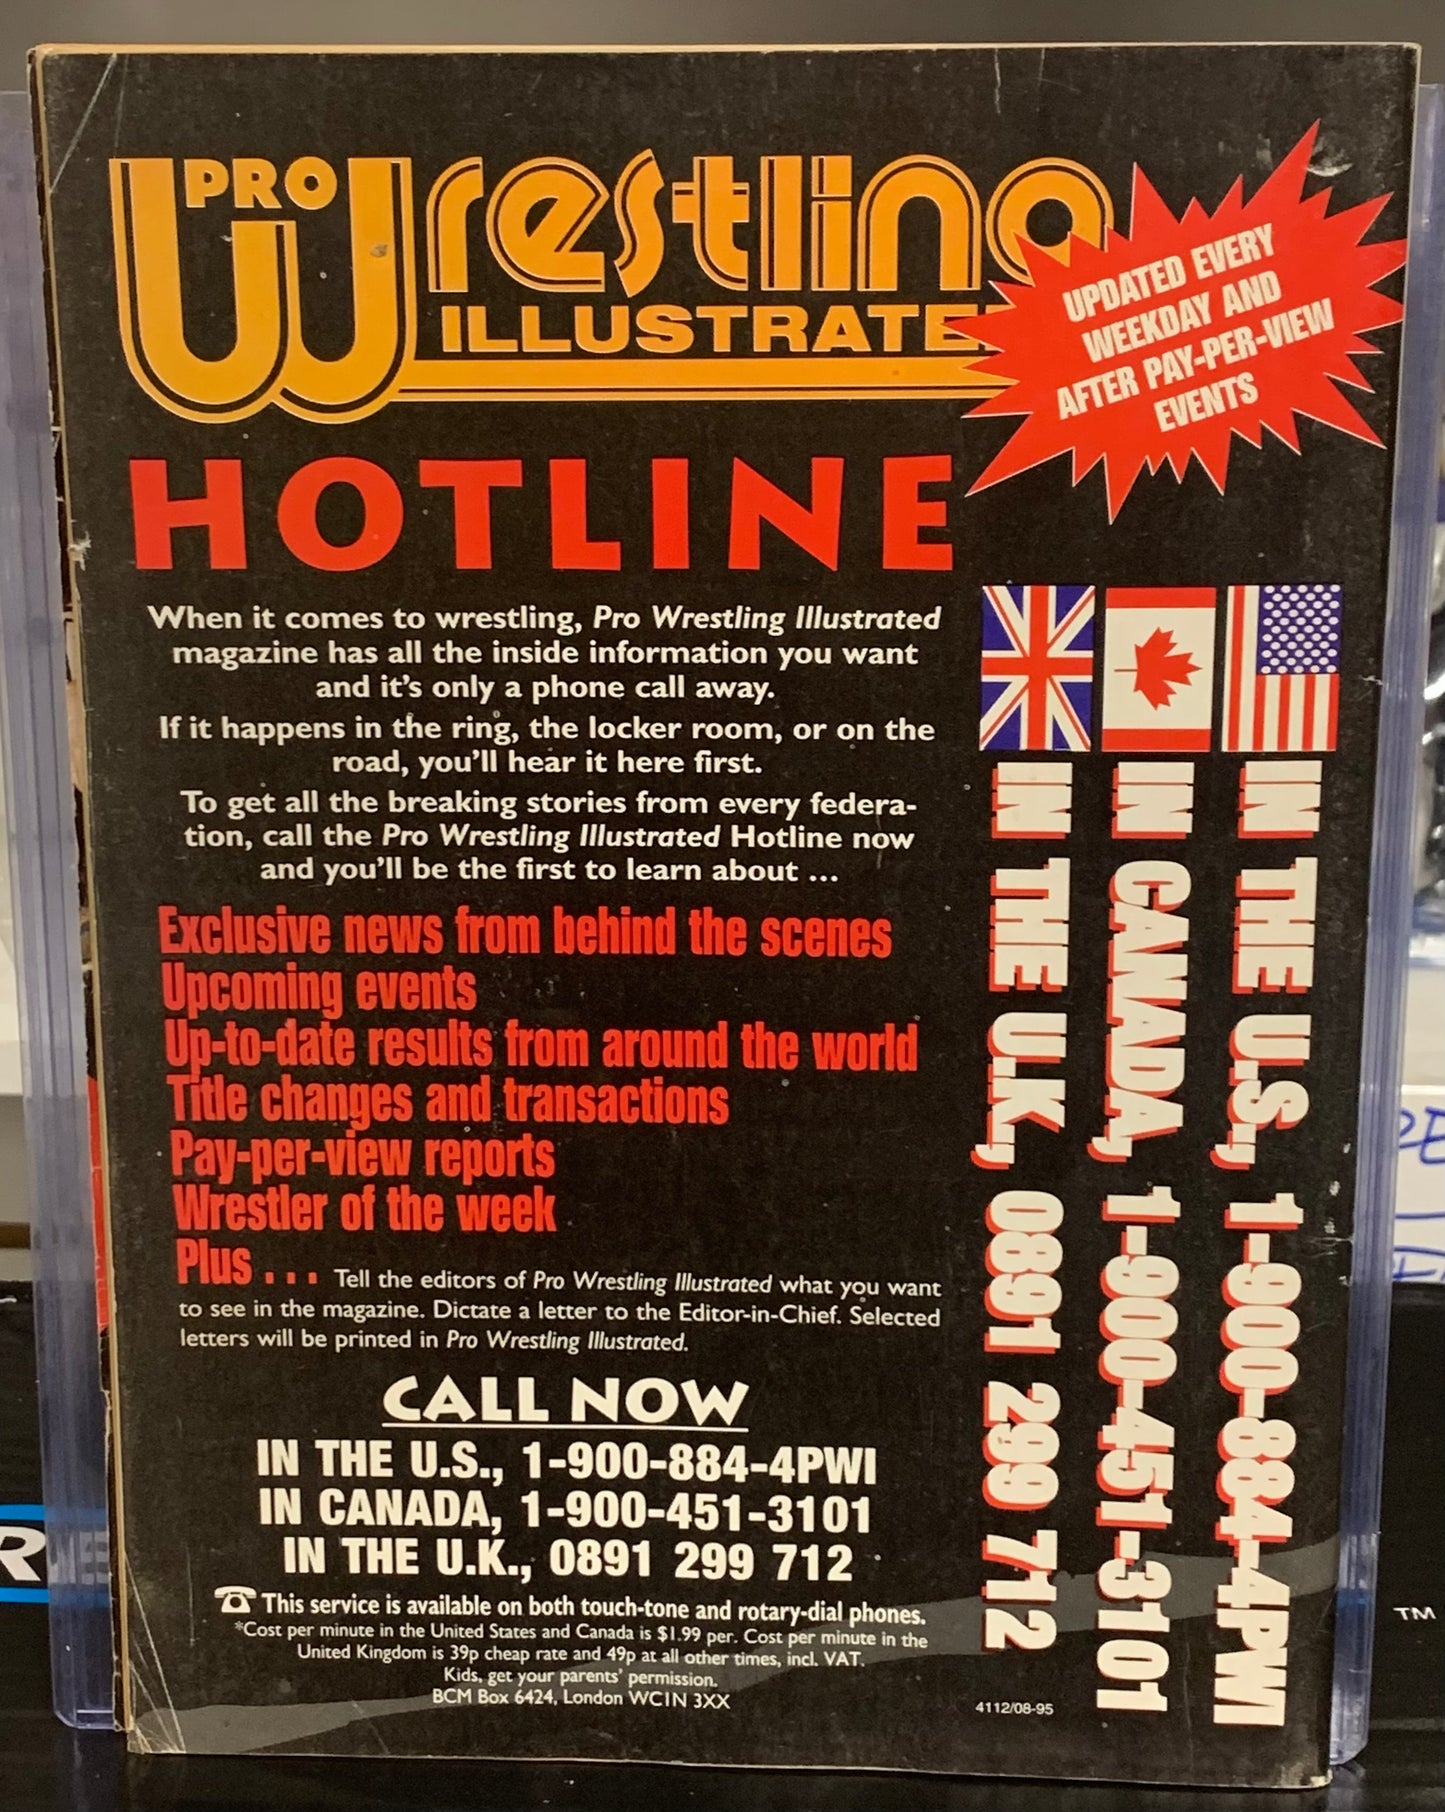 PRO
Wrestling
ILLUSTRATE
UPDATED EVERY
WEEKDAY AND
AFTER PAY-PER-VIEW
EVENTS
HOTLINE
When it comes to wrestling, Pro Wrestling Illustrated
magazine has all the inside information you want
and it's only a phone call away.
If it happens in the ring, the locker room, or on the
road, you'll hear it here first.
To get all the breaking stories from every federa-
tion, call the Pro Wrestling Illustrated Hotline now
and you'll be the first to learn about ...
Exclusive news from behind the scenes
Upcoming events
Up-to-date results from around the world
Title changes and transactions
Pay-per-view reports
Wrestler of the week
Plus . . . Tell the editors of Pro Wrestling Illustrated what you want
to see in the magazine. Dictate a letter to the Editor-in-Chief. Selected
letters will be printed in Pro Wrestling Illustrated.
CALL NOW
IN THE U.S., 1-900-884-4PWI
IN CANADA, 1-900-451-3101
IN THE U.K., 0891 299 712
This service is available on both touch-tone and rotary-dial phones.
*Cost per minute in the United States and Canada is $1.99 per. Cost per minute in the
United Kingdom is 39p cheap rate and 49p at all other times, incl. VAT.
Kids, get your parents' permission.
BCM Box 6424, London WC1N 3XX
4112/08-95
IN THE U.S., 1-900-884-4PWI
IN CANADA, 1-900-451-3101
IN THE U.K., 0891 299 712
TM